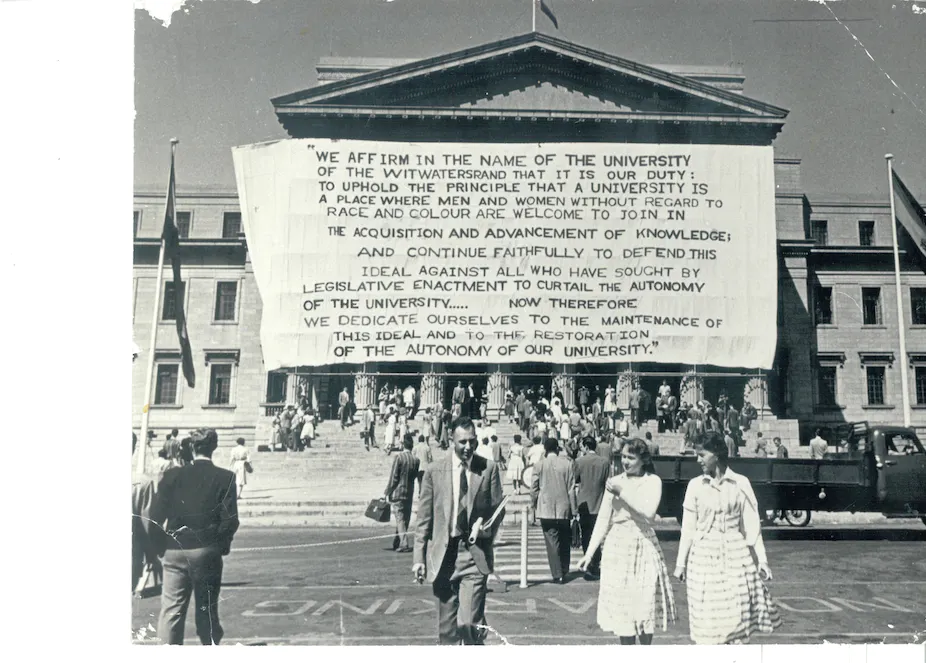 "WE AFFIRM IN THE NAME OF THE UNIVERSITY
OF THE WITWATERSRAND THAT IT IS OUR DUTY:
TO UPHOLD THE PRINCIPLE THAT A UNIVERSITY IS
A PLACE WHERE MEN AND WOMEN WITHOUT REGARD TO
RACE AND COLOUR ARE WELCOME TO JOIN IN
THE ACQUISITION AND ADVANCEMENT OF KNOWLEDGE;
AND CONTINUE FAITHFULLY TO DEFEND THIS
IDEAL AGAINST ALL WHO HAVE SOUGHT BY
LEGISLATIVE ENACTMENT TO CURTAIL THE AUTONOMY
OF THE UNIVERSITY..... NOW THEREFORE
WE DEDICATE OURSELVES TO THE MAINTENANCE OF
THIS IDEAL AND TO THE RESTORATION
OF THE AUTONOMY OF OUR UNIVERSITY."
NO PARKING